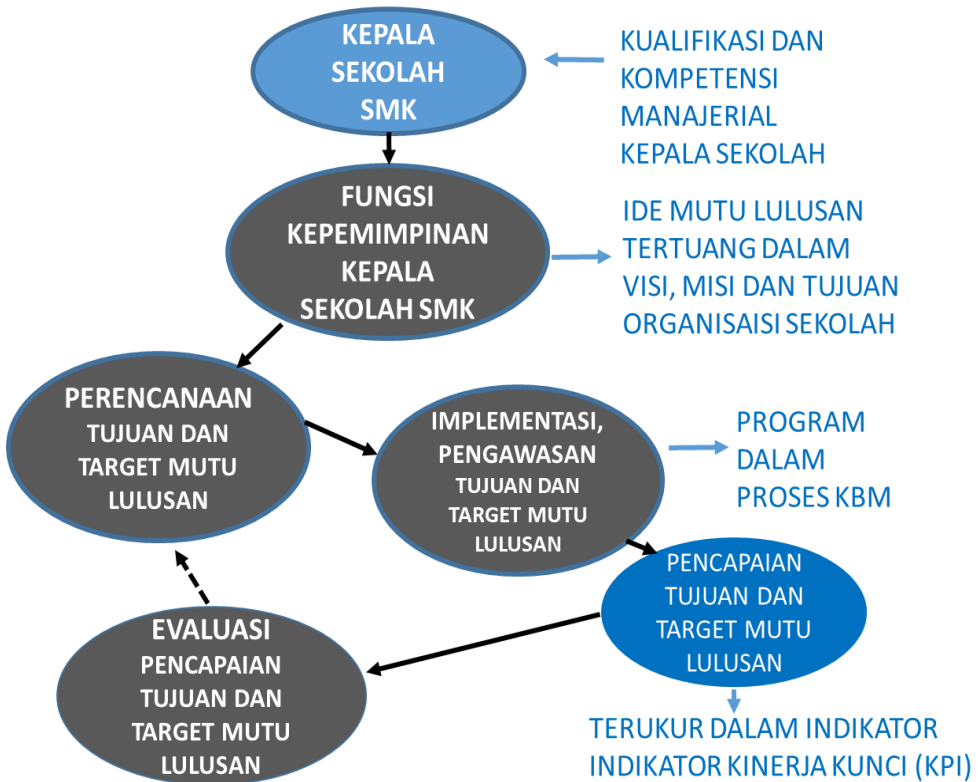 KEPALA
SEKOLAH
SMK
KUALIFIKASI DAN
KOMPETENSI
MANAJERIAL
KEPALA SEKOLAH
FUNGSI
KEPEMIMPINAN
KEPALA
SEKOLAH SMK
IDE MUTU LULUSAN
TERTUANG DALAM
VISI, MISI DAN TUJUAN
ORGANISAISI SEKOLAH
PERENCANAAN
TUJUAN DAN
TARGET MUTU
LULUSAN
IMPLEMENTASI,
PENGAWASAN
TUJUAN DAN
TARGET MUTU
LULUSAN
PROGRAM
DALAM
PROSES KBM
PENCAPAIAN
TUJUAN DAN
TARGET MUTU
LULUSAN
EVALUASI
PENCAPAIAN
TUJUAN DAN
TARGET MUTU
LULUSAN
TERUKUR DALAM INDIKATOR
INDIKATOR KINERJA KUNCI (KPI)